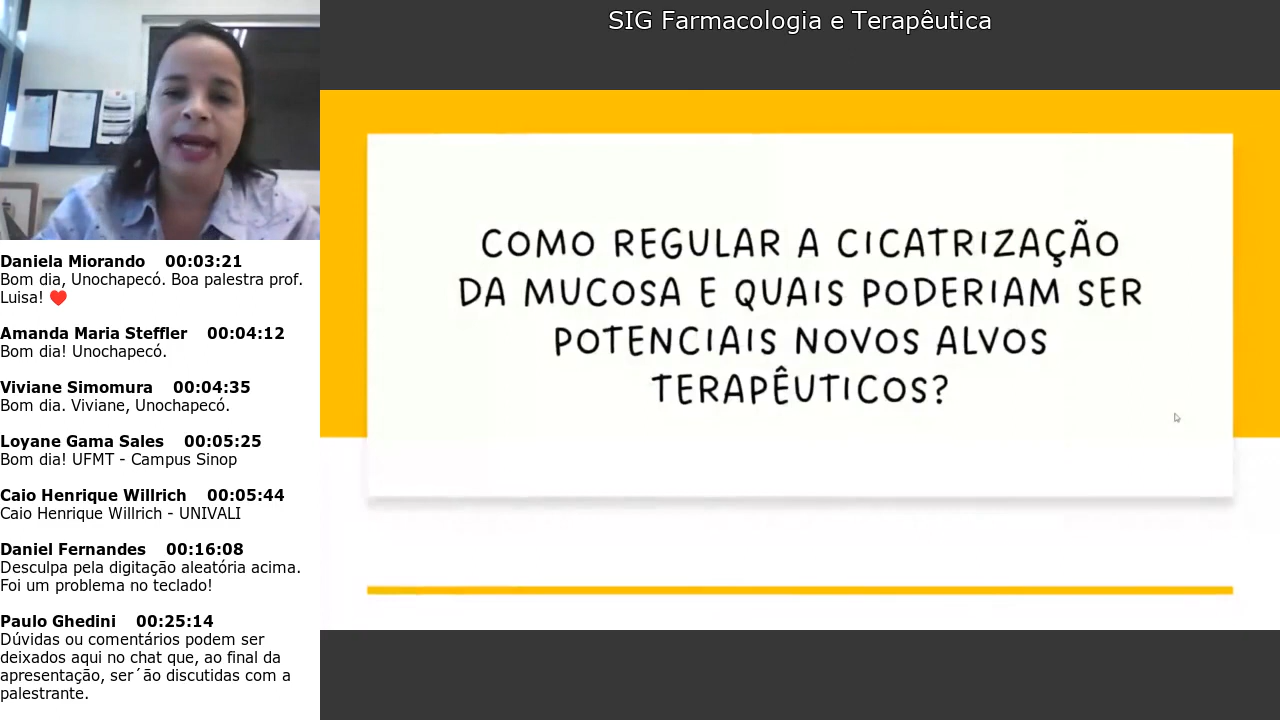 SIG Farmacologia e Terapêutica
COMO REGULAR A CICATRIZAÇÃO
DA MUCOSA E QUAIS PODERIAM SER
POTENCIAIS NOVOS ALVOS
TERAPÊUTICOS?
Daniela Miorando 00:03:21
Bom dia, Unochapecó. Boa palestra prof.
Luisa! ❤️
Amanda Maria Steffler 00:04:12
Bom dia! Unochapecó.
Viviane Simomura 00:04:35
Bom dia. Viviane, Unochapecó.
Loyane Gama Sales 00:05:25
Bom dia! UFMT - Campus Sinop
Caio Henrique Willrich 00:05:44
Caio Henrique Willrich - UNIVALI
Daniel Fernandes 00:16:08
Desculpa pela digitação aleatória acima.
Foi um problema no teclado!
Paulo Ghedini 00:25:14
Dúvidas ou comentários podem ser
deixados aqui no chat que, ao final da
apresentação, ser´ão discutidas com a
palestrante.